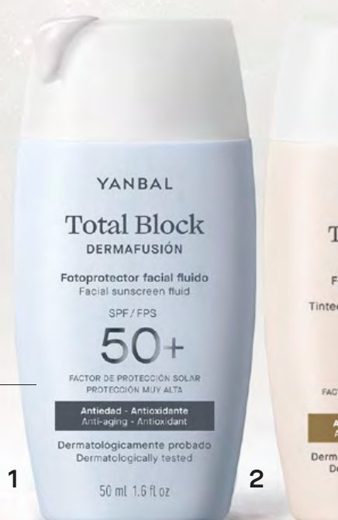 YANBAL
Total Block
DERMAFUSIÓN
Fotoprotector facial fluido
Facial sunscreen fluid
SPF/FPS
50+
FACTOR DE PROTECCIÓN SOLAR
PROTECCIÓN MUY ALTA
Antiedad - Antioxidante
Anti-aging - Antioxidant
Dermatológicamente probado
Dermatologically tested
50 ml 1.6 fl oz
1
2